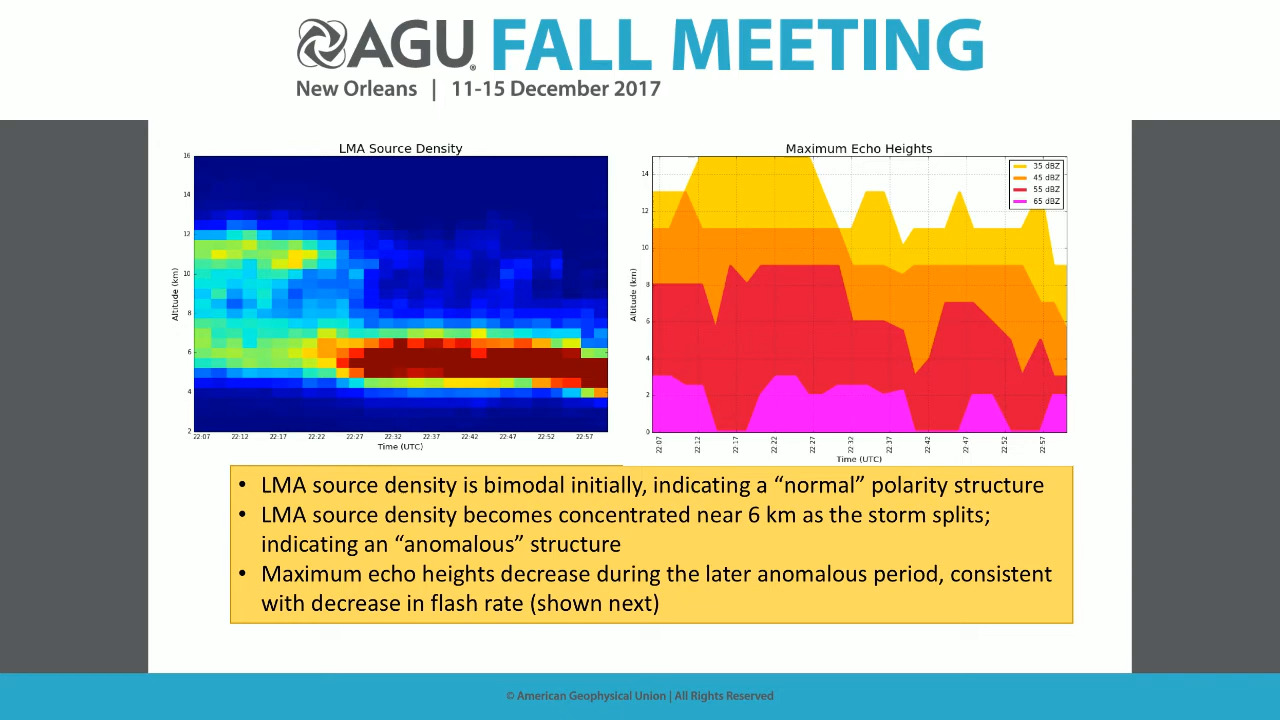 AGU FALL MEETING
New Orleans | 11-15 December 2017
LMA Source Density
16
14
12
10
8
6
4
2
Altitude (km)
22:07 22:12 22:17 22:22 22:27 22:32 22:37 22:42 22:47 22:52 22:57
Time (UTC)
Maximum Echo Heights
35 dBZ
45 dBZ
55 dBZ
65 dBZ
14
12
10
8
6
4
2
0
Altitude (km)
22:07 22:12 22:17 22:22 22:27 22:32 22:37 22:42 22:47 22:52 22:57
Time (UTC)
• LMA source density is bimodal initially, indicating a “normal” polarity structure
• LMA source density becomes concentrated near 6 km as the storm splits;
indicating an “anomalous” structure
• Maximum echo heights decrease during the later anomalous period, consistent
with decrease in flash rate (shown next)
© American Geophysical Union | All Rights Reserved